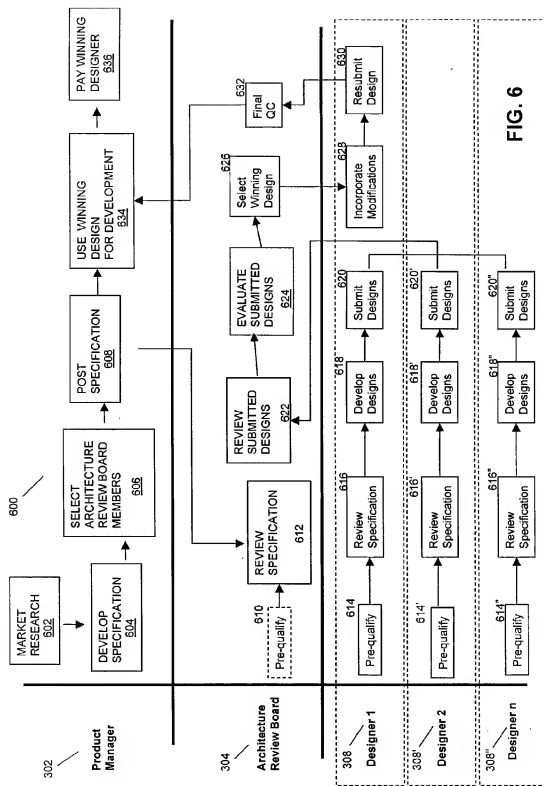 600
302
Product
Manager
MARKET
RESEARCH
602
DEVELOP
SPECIFICATION
604
SELECT
ARCHITECTURE
REVIEW BOARD
MEMBERS
606
POST
SPECIFICATION
608
USE WINNING
DESIGN
FOR DEVELOPMENT
634
PAY WINNING
DESIGNER
636
304
Architecture
Review Board
610
Pre-qualify
REVIEW
SPECIFICATION
612
REVIEW
SUBMITTED
DESIGNS
622
EVALUATE
SUBMITTED
DESIGNS
624
626
Select
Winning
Design
632
Final
QC
308
Designer 1
614
Pre-qualify
616
Review
Specification
618
Develop
Designs
620
Submit
Designs
628
Incorporate
Modifications
630
Resubmit
Design
308'
Designer 2
614'
Pre-qualify
616'
Review
Specification
618'
Develop
Designs
620'
Submit
Designs
308"
Designer n
614"
Pre-qualify
616"
Review
Specification
618"
Develop
Designs
620"
Submit
Designs
FIG. 6